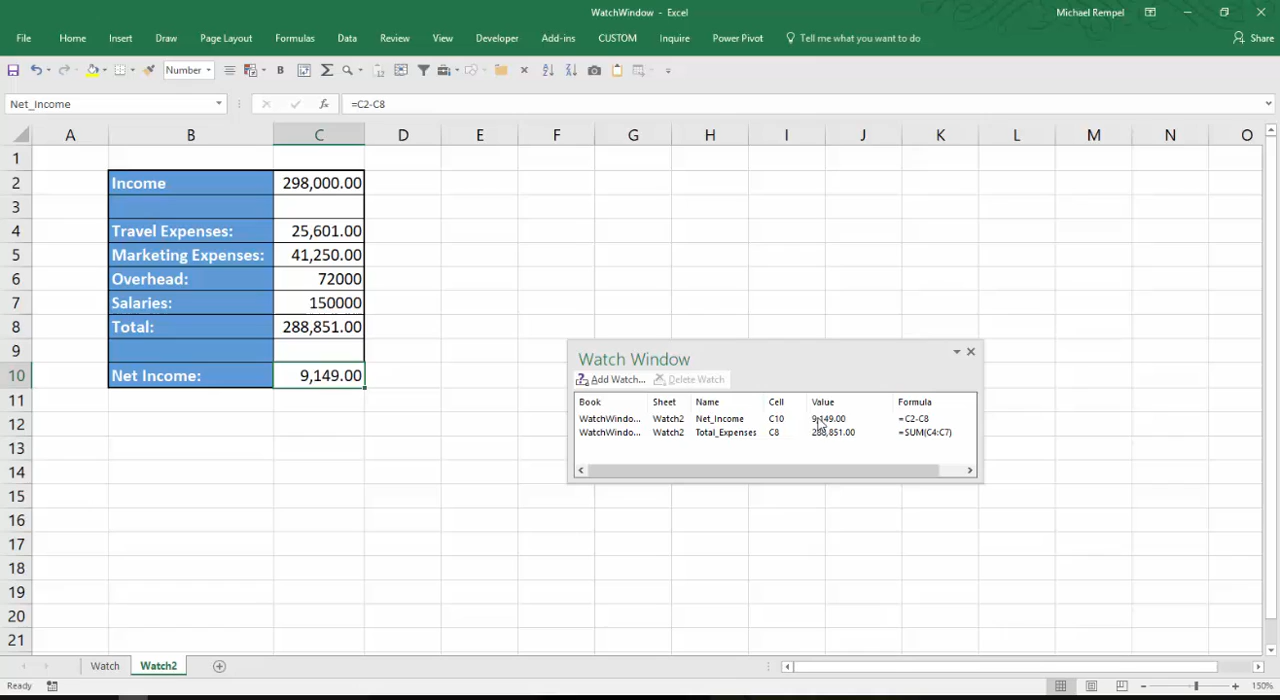 WatchWindow - Excel
Michael Rempel
File Home Insert Draw Page Layout Formulas Data Review View Developer Add-ins CUSTOM Inquire Power Pivot Tell me what you want to do Share
Number B
Net_Income fx =C2-C8
A B C D E F G H I J K L M N O
1
2 Income 298,000.00
3
4 Travel Expenses: 25,601.00
5 Marketing Expenses: 41,250.00
6 Overhead: 72000
7 Salaries: 150000
8 Total: 288,851.00
9
10 Net Income: 9,149.00
11
12
13
14
15
16
17
18
19
20
21
Watch Window
Add Watch... Delete Watch
Book Sheet Name Cell Value Formula
WatchWindo... Watch2 Net_Income C10 9,149.00 =C2-C8
WatchWindo... Watch2 Total_Expenses C8 288,851.00 =SUM(C4:C7)
Watch Watch2
Ready 150%